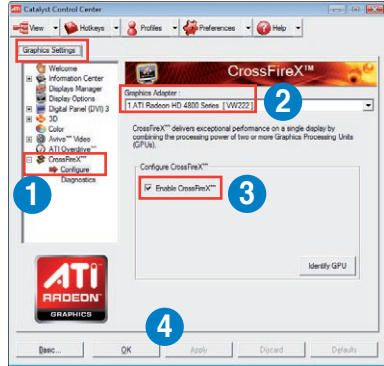 Catalyst Control Center
View Hotkeys Profiles Preferences Help
Graphics Settings
Welcome
Information Center
Displays Manager
Display Options
Digital Panel (DVI) 3
3D
Color
Avivo™ Video
ATI Overdrive™
CrossFireX™
Configure
Diagnostics
1
CrossFireX™
Graphics Adapter :
1.ATI Radeon HD 4800 Series [ VW222 ]
2
CrossFireX™ delivers exceptional performance on a single display by
combining the processing power of two or more Graphics Processing Units
(GPUs).
Configure CrossFireX™
Enable CrossFireX™
3
Identify GPU
ATI
RADEON
GRAPHICS
4
Basic... OK Apply Discard Defaults